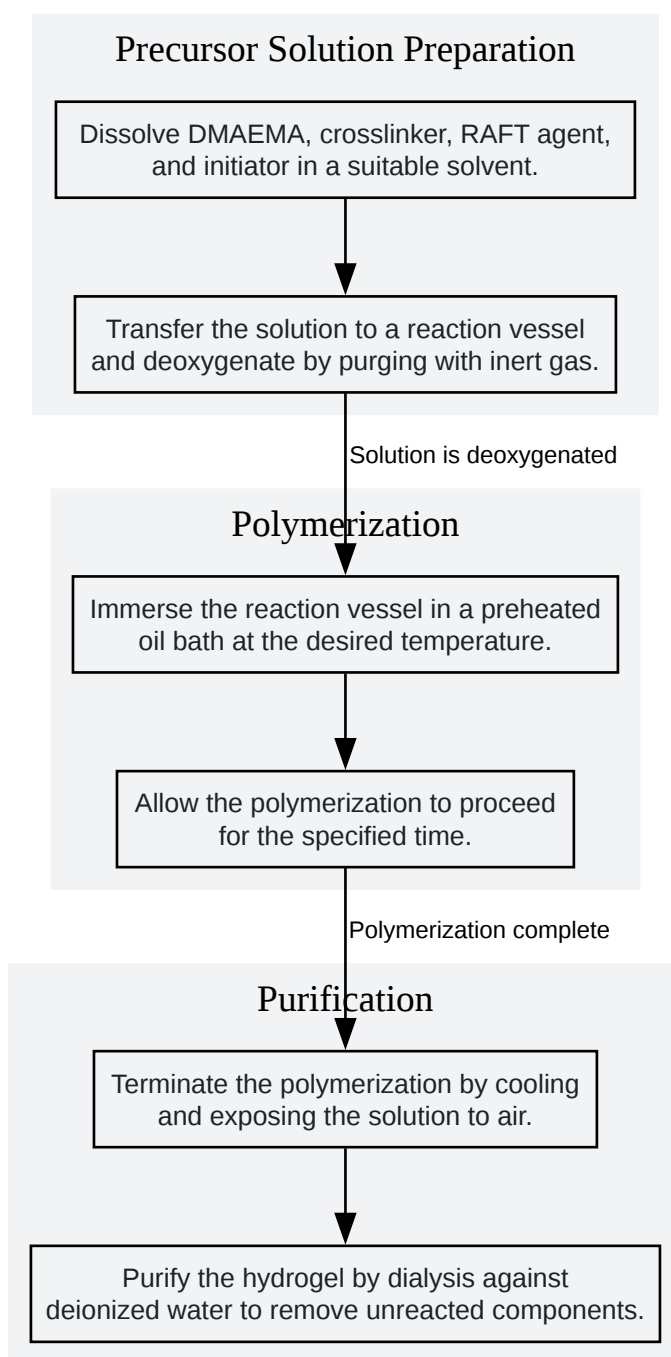 Precursor Solution Preparation
Dissolve DMAEMA, crosslinker, RAFT agent,
and initiator in a suitable solvent.
Transfer the solution to a reaction vessel
and deoxygenate by purging with inert gas.
Solution is deoxygenated
Polymerization
Immerse the reaction vessel in a preheated
oil bath at the desired temperature.
Allow the polymerization to proceed
for the specified time.
Polymerization complete
Purification
Terminate the polymerization by cooling
and exposing the solution to air.
Purify the hydrogel by dialysis against
deionized water to remove unreacted components.